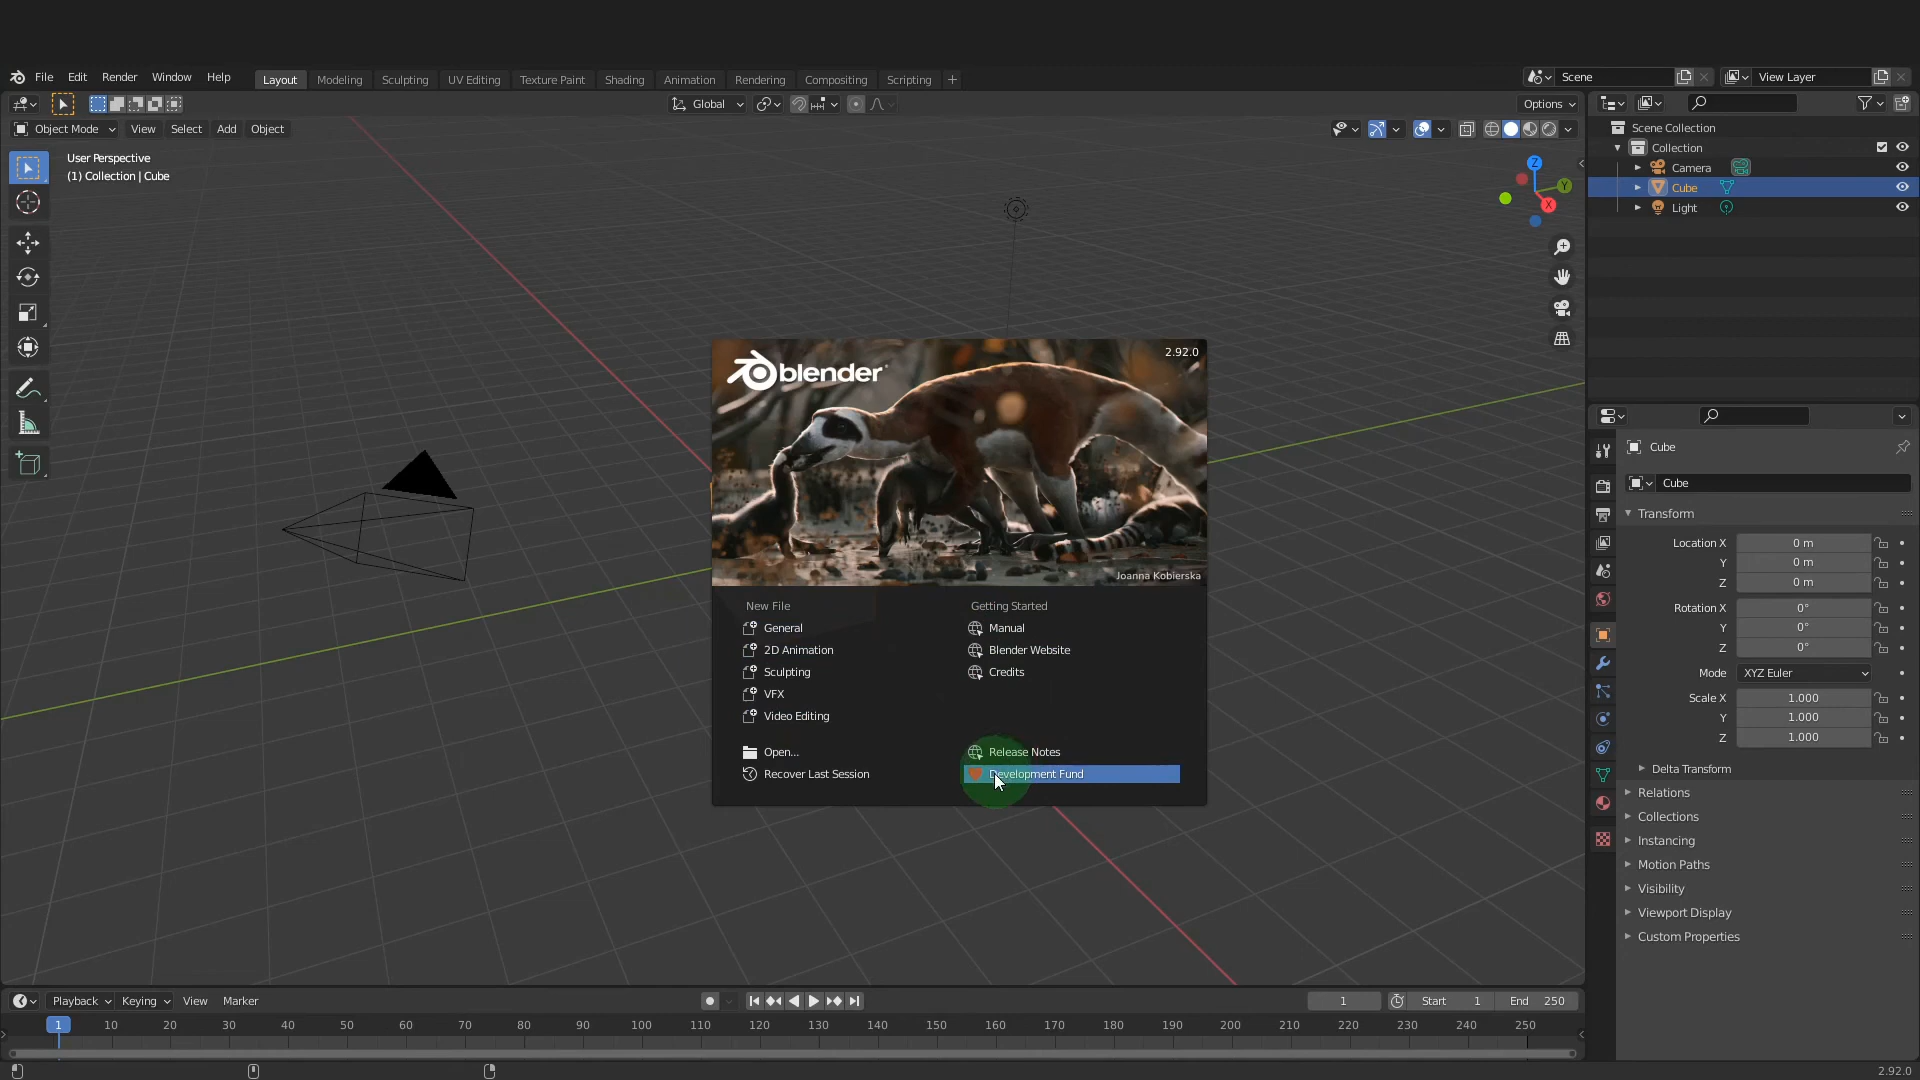 File Edit Render Window Help Layout Modeling Sculpting UV Editing Texture Paint Shading Animation Rendering Compositing Scripting + Scene View Layer
Global Options
Object Mode View Select Add Object
User Perspective
(1) Collection | Cube
Z
Y
X
Scene Collection
Collection
Camera
Cube
Light
blender
2.92.0
Joanna Kobierska
New File Getting Started
General Manual
2D Animation Blender Website
Sculpting Credits
VFX
Video Editing
Open... Release Notes
Recover Last Session Development Fund
Cube
Cube
Transform
Location X 0 m
Y 0 m
Z 0 m
Rotation X 0°
Y 0°
Z 0°
Mode XYZ Euler
Scale X 1.000
Y 1.000
Z 1.000
Delta Transform
Relations
Collections
Instancing
Motion Paths
Visibility
Viewport Display
Custom Properties
Playback Keying View Marker 1 Start 1 End 250
1 10 20 30 40 50 60 70 80 90 100 110 120 130 140 150 160 170 180 190 200 210 220 230 240 250
2.92.0